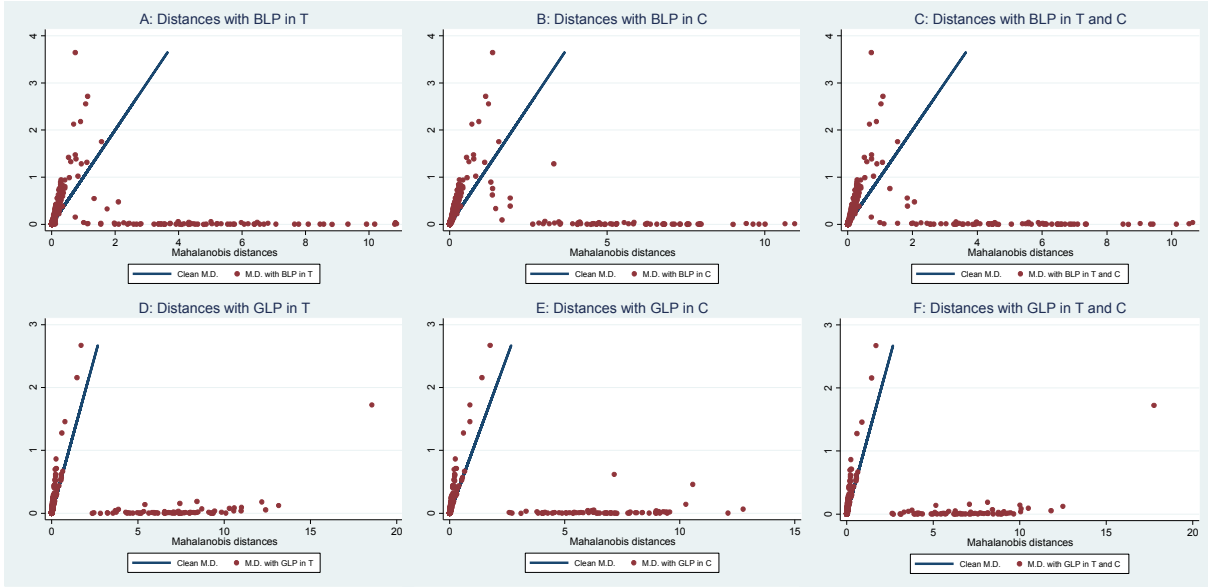 A: Distances with BLP in T
4
3
2
1
0
0 2 4 6 8 10
Mahalanobis distances
Clean M.D. M.D. with BLP in T
B: Distances with BLP in C
4
3
2
1
0
0 5 10
Mahalanobis distances
Clean M.D. M.D. with BLP in C
C: Distances with BLP in T and C
4
3
2
1
0
0 2 4 6 8 10
Mahalanobis distances
Clean M.D. M.D. with BLP in T and C
D: Distances with GLP in T
3
2
1
0
0 5 10 15 20
Mahalanobis distances
Clean M.D. M.D. with GLP in T
E: Distances with GLP in C
3
2
1
0
0 5 10 15
Mahalanobis distances
Clean M.D. M.D. with GLP in C
F: Distances with GLP in T and C
3
2
1
0
0 5 10 15 20
Mahalanobis distances
Clean M.D. M.D. with GLP in T and C